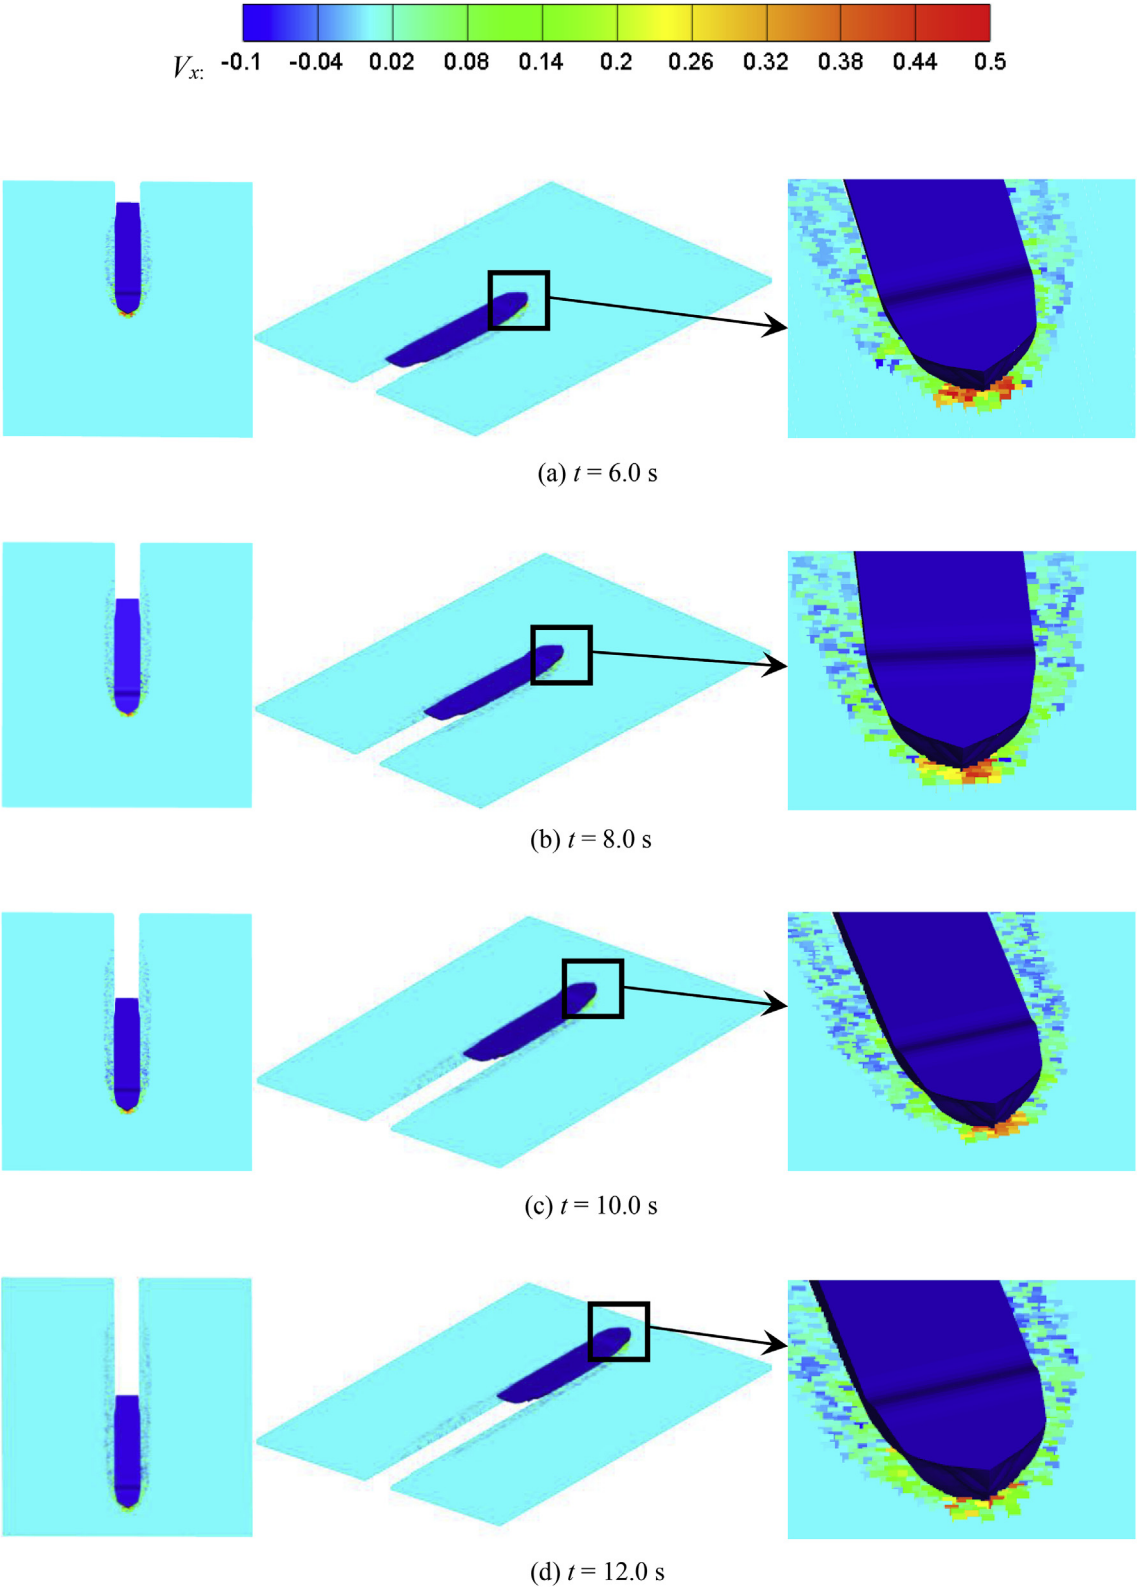 -0.1 -0.04 0.02 0.08 0.14 0.2 0.26 0.32 0.38 0.44 0.5
Vx:
(a) t = 6.0 s
(b) t = 8.0 s
(c) t = 10.0 s
(d) t = 12.0 s